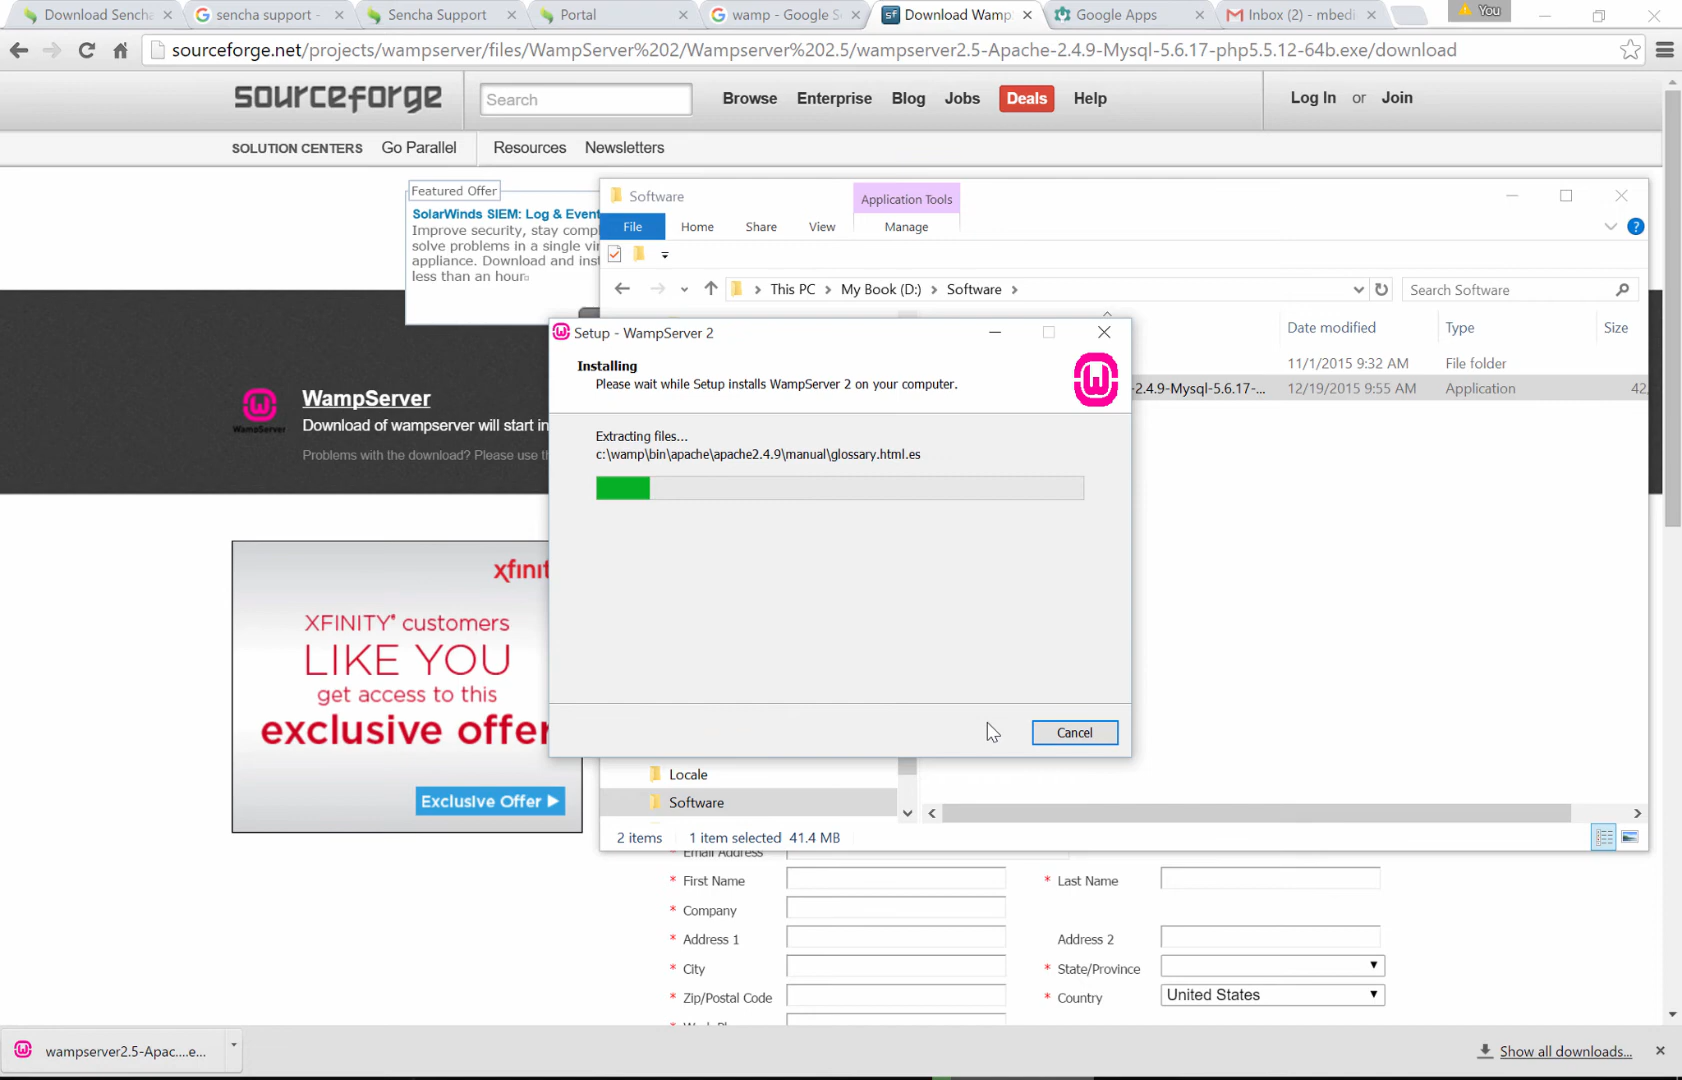 Download Sencha
sencha support -
Sencha Support
Portal
wamp - Google S
Download Wamp
Google Apps
Inbox (2) - mbedi
You
sourceforge.net/projects/wampserver/files/WampServer%202/Wampserver%202.5/wampserver2.5-Apache-2.4.9-Mysql-5.6.17-php5.5.12-64b.exe/download
sourceforge
Search
Browse
Enterprise
Blog
Jobs
Deals
Help
Log In or Join
SOLUTION CENTERS
Go Parallel
Resources
Newsletters
Featured Offer
SolarWinds SIEM: Log & Event
Improve security, stay compl
solve problems in a single vir
appliance. Download and inst
less than an hour
WampServer
WampServer
Download of wampserver will start in
Problems with the download? Please use th
Software
Application Tools
File
Home
Share
View
Manage
This PC
My Book (D:)
Software
Search Software
Date modified
Type
Size
11/1/2015 9:32 AM
File folder
-2.4.9-Mysql-5.6.17-...
12/19/2015 9:55 AM
Application
42,
Setup - WampServer 2
Installing
Please wait while Setup installs WampServer 2 on your computer.
Extracting files...
c:\wamp\bin\apache\apache2.4.9\manual\glossary.html.es
Cancel
Locale
Software
2 items
1 item selected 41.4 MB
xfinit
XFINITY® customers
LIKE YOU
get access to this
exclusive offer
Exclusive Offer
Email Address
* First Name
* Last Name
* Company
* Address 1
Address 2
* City
* State/Province
* Zip/Postal Code
* Country
United States
wampserver2.5-Apac....e...
Show all downloads...